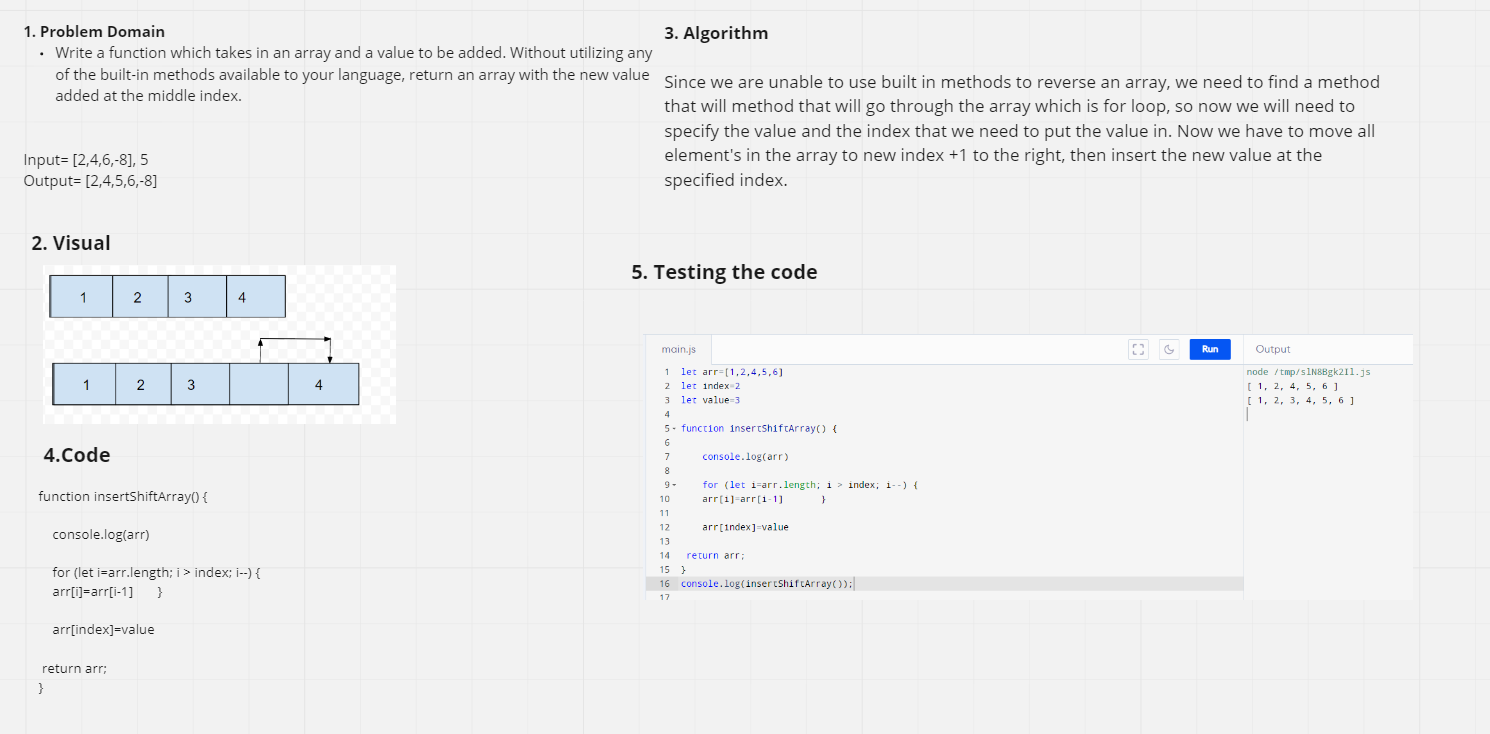 1. Problem Domain
• Write a function which takes in an array and a value to be added. Without utilizing any
of the built-in methods available to your language, return an array with the new value
added at the middle index.
Input= [2,4,6,-8], 5
Output= [2,4,5,6,-8]
2. Visual
1 2 3 4
1 2 3 4
4.Code
function insertShiftArray() {
console.log(arr)
for (let i=arr.length; i > index; i--) {
arr[i]=arr[i-1] }
arr[index]=value
return arr;
}
3. Algorithm
Since we are unable to use built in methods to reverse an array, we need to find a method
that will method that will go through the array which is for loop, so now we will need to
specify the value and the index that we need to put the value in. Now we have to move all
element's in the array to new index +1 to the right, then insert the new value at the
specified index.
5. Testing the code
main.js
Run
Output
1 let arr=[1,2,4,5,6]
2 let index=2
3 let value=3
4
5- function insertShiftArray() {
6
7 console.log(arr)
8
9- for (let i=arr.length; i > index; i--) {
10 arr[i]=arr[i-1] }
11
12 arr[index]=value
13
14 return arr;
15 }
16 console.log(insertShiftArray());
17
node /tmp/slN8Bgk2Il.js
[ 1, 2, 4, 5, 6 ]
[ 1, 2, 3, 4, 5, 6 ]